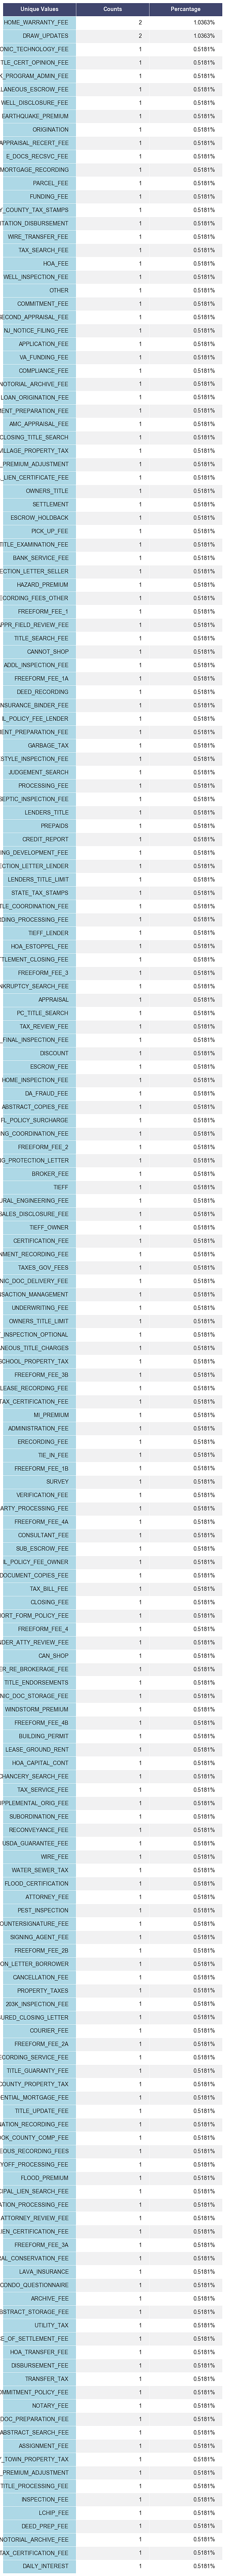 Unique Values Counts Percentage
HOME_WARRANTY_FEE 2 1.0363%
DRAW_UPDATES 2 1.0363%
ONIC_TECHNOLOGY_FEE 1 0.5181%
TLE_CERT_OPINION_FEE 1 0.5181%
K_PROGRAM_ADMIN_FEE 1 0.5181%
LLANEOUS_ESCROW_FEE 1 0.5181%
WELL_DISCLOSURE_FEE 1 0.5181%
EARTHQUAKE_PREMIUM 1 0.5181%
ORIGINATION 1 0.5181%
APPRAISAL_RECERT_FEE 1 0.5181%
E_DOCS_RECSVC_FEE 1 0.5181%
MORTGAGE_RECORDING 1 0.5181%
PARCEL_FEE 1 0.5181%
FUNDING_FEE 1 0.5181%
Y_COUNTY_TAX_STAMPS 1 0.5181%
ITATION_DISBURSEMENT 1 0.5181%
WIRE_TRANSFER_FEE 1 0.5181%
TAX_SEARCH_FEE 1 0.5181%
HOA_FEE 1 0.5181%
WELL_INSPECTION_FEE 1 0.5181%
OTHER 1 0.5181%
COMMITMENT_FEE 1 0.5181%
SECOND_APPRAISAL_FEE 1 0.5181%
NJ_NOTICE_FILING_FEE 1 0.5181%
APPLICATION_FEE 1 0.5181%
VA_FUNDING_FEE 1 0.5181%
COMPLIANCE_FEE 1 0.5181%
NOTORIAL_ARCHIVE_FEE 1 0.5181%
LOAN_ORIGINATION_FEE 1 0.5181%
MENT_PREPARATION_FEE 1 0.5181%
AMC_APPRAISAL_FEE 1 0.5181%
CLOSING_TITLE_SEARCH 1 0.5181%
VILLAGE_PROPERTY_TAX 1 0.5181%
_PREMIUM_ADJUSTMENT 1 0.5181%
_LIEN_CERTIFICATE_FEE 1 0.5181%
OWNERS_TITLE 1 0.5181%
SETTLEMENT 1 0.5181%
ESCROW_HOLDBACK 1 0.5181%
PICK_UP_FEE 1 0.5181%
TITLE_EXAMINATION_FEE 1 0.5181%
BANK_SERVICE_FEE 1 0.5181%
ECTION_LETTER_SELLER 1 0.5181%
HAZARD_PREMIUM 1 0.5181%
ECORDING_FEES_OTHER 1 0.5181%
FREEFORM_FEE_1 1 0.5181%
APPR_FIELD_REVIEW_FEE 1 0.5181%
TITLE_SEARCH_FEE 1 0.5181%
CANNOT_SHOP 1 0.5181%
ADDL_INSPECTION_FEE 1 0.5181%
FREEFORM_FEE_1A 1 0.5181%
DEED_RECORDING 1 0.5181%
INSURANCE_BINDER_FEE 1 0.5181%
IL_POLICY_FEE_LENDER 1 0.5181%
MENT_PREPARATION_FEE 1 0.5181%
GARBAGE_TAX 1 0.5181%
STYLE_INSPECTION_FEE 1 0.5181%
JUDGEMENT_SEARCH 1 0.5181%
PROCESSING_FEE 1 0.5181%
SEPTIC_INSPECTION_FEE 1 0.5181%
LENDERS_TITLE 1 0.5181%
PREPAIDS 1 0.5181%
CREDIT_REPORT 1 0.5181%
ING_DEVELOPMENT_FEE 1 0.5181%
ECTION_LETTER_LENDER 1 0.5181%
LENDERS_TITLE_LIMIT 1 0.5181%
STATE_TAX_STAMPS 1 0.5181%
TLE_COORDINATION_FEE 1 0.5181%
RDING_PROCESSING_FEE 1 0.5181%
TIEFF_LENDER 1 0.5181%
HOA_ESTOPPEL_FEE 1 0.5181%
TTLEMENT_CLOSING_FEE 1 0.5181%
FREEFORM_FEE_3 1 0.5181%
NKRUPTCY_SEARCH_FEE 1 0.5181%
APPRAISAL 1 0.5181%
PC_TITLE_SEARCH 1 0.5181%
TAX_REVIEW_FEE 1 0.5181%
_FINAL_INSPECTION_FEE 1 0.5181%
DISCOUNT 1 0.5181%
ESCROW_FEE 1 0.5181%
HOME_INSPECTION_FEE 1 0.5181%
DA_FRAUD_FEE 1 0.5181%
ABSTRACT_COPIES_FEE 1 0.5181%
FL_POLICY_SURCHARGE 1 0.5181%
ING_COORDINATION_FEE 1 0.5181%
FREEFORM_FEE_2 1 0.5181%
NG_PROTECTION_LETTER 1 0.5181%
BROKER_FEE 1 0.5181%
TIEFF 1 0.5181%
URAL_ENGINEERING_FEE 1 0.5181%
SALES_DISCLOSURE_FEE 1 0.5181%
TIEFF_OWNER 1 0.5181%
CERTIFICATION_FEE 1 0.5181%
NMENT_RECORDING_FEE 1 0.5181%
TAXES_GOV_FEES 1 0.5181%
NIC_DOC_DELIVERY_FEE 1 0.5181%
NSACTION_MANAGEMENT 1 0.5181%
UNDERWRITING_FEE 1 0.5181%
OWNERS_TITLE_LIMIT 1 0.5181%
_INSPECTION_OPTIONAL 1 0.5181%
ANEOUS_TITLE_CHARGES 1 0.5181%
SCHOOL_PROPERTY_TAX 1 0.5181%
FREEFORM_FEE_3B 1 0.5181%
LEASE_RECORDING_FEE 1 0.5181%
TAX_CERTIFICATION_FEE 1 0.5181%
MI_PREMIUM 1 0.5181%
ADMINISTRATION_FEE 1 0.5181%
ERECORDING_FEE 1 0.5181%
TIE_IN_FEE 1 0.5181%
FREEFORM_FEE_1B 1 0.5181%
SURVEY 1 0.5181%
VERIFICATION_FEE 1 0.5181%
ARTY_PROCESSING_FEE 1 0.5181%
FREEFORM_FEE_4A 1 0.5181%
CONSULTANT_FEE 1 0.5181%
SUB_ESCROW_FEE 1 0.5181%
IL_POLICY_FEE_OWNER 1 0.5181%
DOCUMENT_COPIES_FEE 1 0.5181%
TAX_BILL_FEE 1 0.5181%
CLOSING_FEE 1 0.5181%
HORT_FORM_POLICY_FEE 1 0.5181%
FREEFORM_FEE_4 1 0.5181%
NDER_ATTY_REVIEW_FEE 1 0.5181%
CAN_SHOP 1 0.5181%
ER_RE_BROKERAGE_FEE 1 0.5181%
TITLE_ENDORSEMENTS 1 0.5181%
NIC_DOC_STORAGE_FEE 1 0.5181%
WINDSTORM_PREMIUM 1 0.5181%
FREEFORM_FEE_4B 1 0.5181%
BUILDING_PERMIT 1 0.5181%
LEASE_GROUND_RENT 1 0.5181%
HOA_CAPITAL_CONT 1 0.5181%
CHANCERY_SEARCH_FEE 1 0.5181%
TAX_SERVICE_FEE 1 0.5181%
UPPLEMENTAL_ORIG_FEE 1 0.5181%
SUBORDINATION_FEE 1 0.5181%
RECONVEYANCE_FEE 1 0.5181%
USDA_GUARANTEE_FEE 1 0.5181%
WIRE_FEE 1 0.5181%
WATER_SEWER_TAX 1 0.5181%
FLOOD_CERTIFICATION 1 0.5181%
ATTORNEY_FEE 1 0.5181%
PEST_INSPECTION 1 0.5181%
OUNTERSIGNATURE_FEE 1 0.5181%
SIGNING_AGENT_FEE 1 0.5181%
FREEFORM_FEE_2B 1 0.5181%
ON_LETTER_BORROWER 1 0.5181%
CANCELLATION_FEE 1 0.5181%
PROPERTY_TAXES 1 0.5181%
203K_INSPECTION_FEE 1 0.5181%
SURED_CLOSING_LETTER 1 0.5181%
COURIER_FEE 1 0.5181%
FREEFORM_FEE_2A 1 0.5181%
ECORDING_SERVICE_FEE 1 0.5181%
TITLE_GUARANTY_FEE 1 0.5181%
COUNTY_PROPERTY_TAX 1 0.5181%
DENTIAL_MORTGAGE_FEE 1 0.5181%
TITLE_UPDATE_FEE 1 0.5181%
NATION_RECORDING_FEE 1 0.5181%
OOK_COUNTY_COMP_FEE 1 0.5181%
EOUS_RECORDING_FEES 1 0.5181%
YOFF_PROCESSING_FEE 1 0.5181%
FLOOD_PREMIUM 1 0.5181%
CIPAL_LIEN_SEARCH_FEE 1 0.5181%
ATION_PROCESSING_FEE 1 0.5181%
ATTORNEY_REVIEW_FEE 1 0.5181%
IEN_CERTIFICATION_FEE 1 0.5181%
FREEFORM_FEE_3A 1 0.5181%
RAL_CONSERVATION_FEE 1 0.5181%
LAVA_INSURANCE 1 0.5181%
CONDO_QUESTIONNAIRE 1 0.5181%
ARCHIVE_FEE 1 0.5181%
ABSTRACT_STORAGE_FEE 1 0.5181%
UTILITY_TAX 1 0.5181%
CE_OF_SETTLEMENT_FEE 1 0.5181%
HOA_TRANSFER_FEE 1 0.5181%
DISBURSEMENT_FEE 1 0.5181%
TRANSFER_TAX 1 0.5181%
OMMITMENT_POLICY_FEE 1 0.5181%
NOTARY_FEE 1 0.5181%
DOC_PREPARATION_FEE 1 0.5181%
ABSTRACT_SEARCH_FEE 1 0.5181%
ASSIGNMENT_FEE 1 0.5181%
Y_TOWN_PROPERTY_TAX 1 0.5181%
_PREMIUM_ADJUSTMENT 1 0.5181%
TITLE_PROCESSING_FEE 1 0.5181%
INSPECTION_FEE 1 0.5181%
LCHIP_FEE 1 0.5181%
DEED_PREP_FEE 1 0.5181%
NOTORIAL_ARCHIVE_FEE 1 0.5181%
TAX_CERTIFICATION_FEE 1 0.5181%
DAILY_INTEREST 1 0.5181%